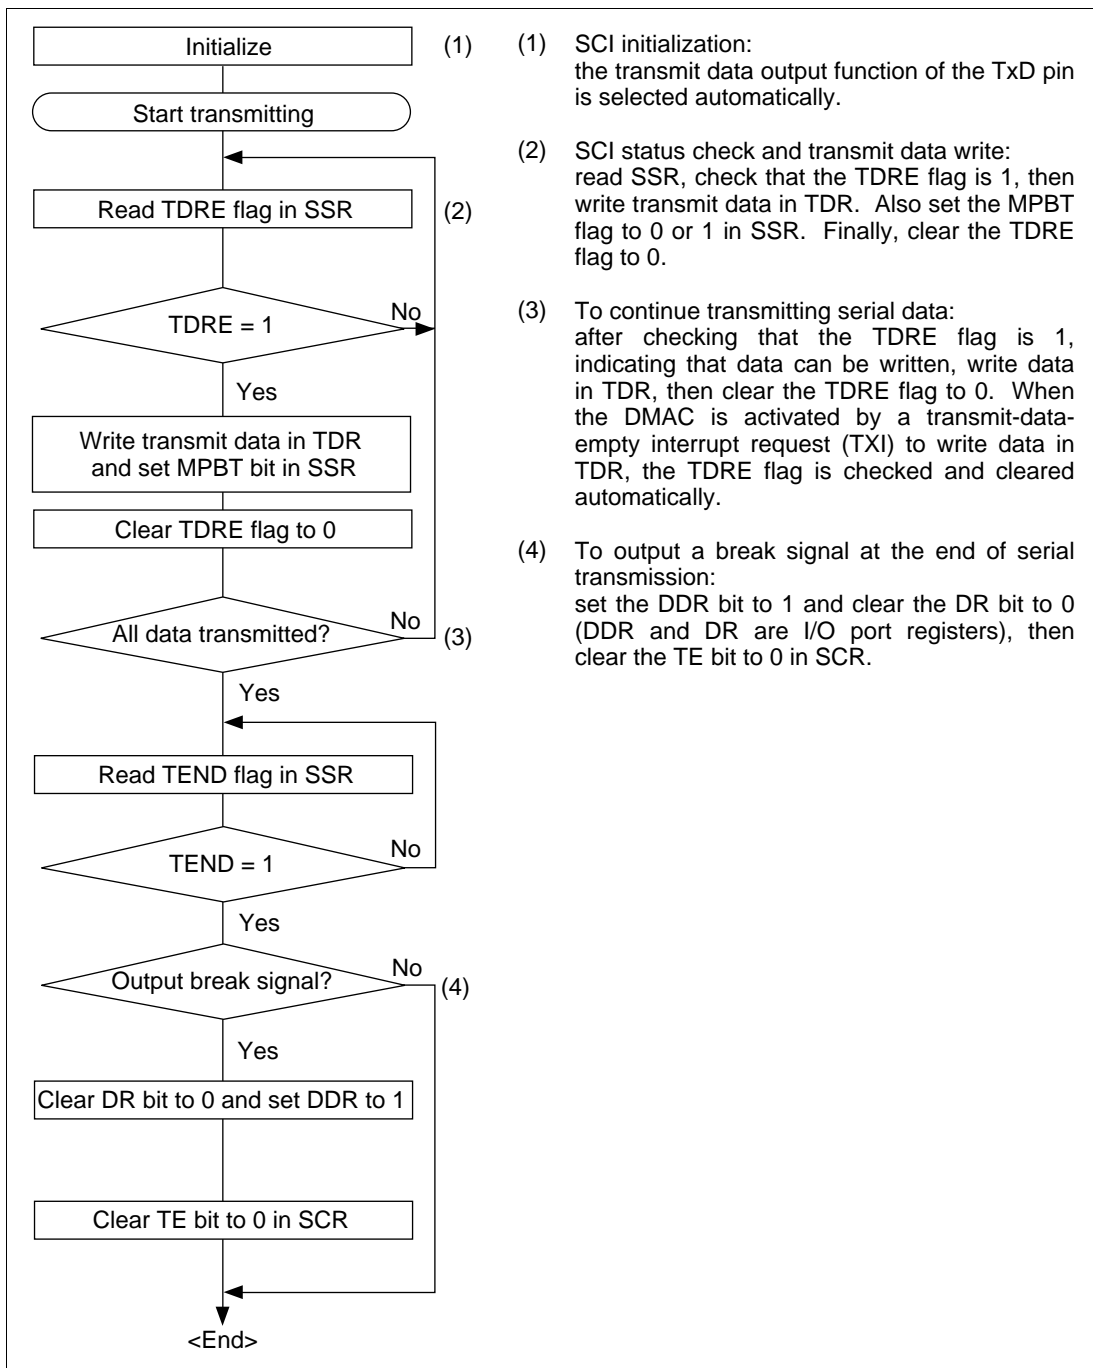 Initialize
(1)
Start transmitting
Read TDRE flag in SSR
(2)
TDRE = 1
No
Yes
Write transmit data in TDR
and set MPBT bit in SSR
Clear TDRE flag to 0
All data transmitted?
No
(3)
Yes
Read TEND flag in SSR
TEND = 1
No
Yes
Output break signal?
No
(4)
Yes
Clear DR bit to 0 and set DDR to 1
Clear TE bit to 0 in SCR
<End>
(1) SCI initialization:
the transmit data output function of the TxD pin
is selected automatically.
(2) SCI status check and transmit data write:
read SSR, check that the TDRE flag is 1, then
write transmit data in TDR. Also set the MPBT
flag to 0 or 1 in SSR. Finally, clear the TDRE
flag to 0.
(3) To continue transmitting serial data:
after checking that the TDRE flag is 1,
indicating that data can be written, write data
in TDR, then clear the TDRE flag to 0. When
the DMAC is activated by a transmit-data-
empty interrupt request (TXI) to write data in
TDR, the TDRE flag is checked and cleared
automatically.
(4) To output a break signal at the end of serial
transmission:
set the DDR bit to 1 and clear the DR bit to 0
(DDR and DR are I/O port registers), then
clear the TE bit to 0 in SCR.